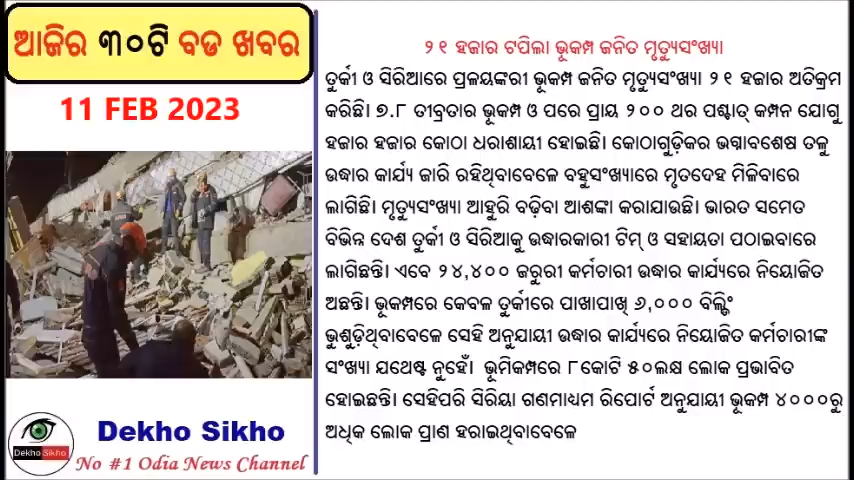 ଆଜିର ୩୦ଟି ବଡ ଖବର
11 FEB 2023
୨୧ ହଜାର ଟପିଲା ଭୂକମ୍ପ ଜନିତ ମୃତ୍ୟୁସଂଖ୍ୟା
ତୁର୍କୀ ଓ ସିରିଆରେ ପ୍ରଳୟଙ୍କରୀ ଭୂକମ୍ପ ଜନିତ ମୃତ୍ୟୁସଂଖ୍ୟା ୨୧ ହଜାର ଅତିକ୍ରମ
କରିଛି। ୭.୮ ତୀବ୍ରତାର ଭୂକମ୍ପ ଓ ପରେ ପ୍ରାୟ ୨୦୦ ଥର ପଶ୍ଚାତ୍ କମ୍ପନ ଯୋଗୁ
ହଜାର ହଜାର କୋଠା ଧରାଶାୟୀ ହୋଇଛି। କୋଠାଗୁଡ଼ିକର ଭଗ୍ନାବଶେଷ ତଳୁ
ଉଦ୍ଧାର କାର୍ଯ୍ୟ ଜାରି ରହିଥିବାବେଳେ ବହୁସଂଖ୍ୟାରେ ମୃତଦେହ ମିଳିବାରେ
ଲାଗିଛି। ମୃତ୍ୟୁସଂଖ୍ୟା ଆହୁରି ବଢ଼ିବା ଆଶଙ୍କା କରାଯାଉଛି। ଭାରତ ସମେତ
ବିଭିନ୍ନ ଦେଶ ତୁର୍କୀ ଓ ସିରିଆକୁ ଉଦ୍ଧାରକାରୀ ଟିମ୍ ଓ ସହାୟତା ପଠାଇବାରେ
ଲାଗିଛନ୍ତି। ଏବେ ୨୪,୪୦୦ ଜରୁରୀ କର୍ମଚାରୀ ଉଦ୍ଧାର କାର୍ଯ୍ୟରେ ନିୟୋଜିତ
ଅଛନ୍ତି। ଭୂକମ୍ପରେ କେବଳ ତୁର୍କୀରେ ପାଖାପାଖି ୬,୦୦୦ ବିଲ୍ଡିଂ
ଭୁଶୁଡ଼ିଥିବାବେଳେ ସେହି ଅନୁଯାୟୀ ଉଦ୍ଧାର କାର୍ଯ୍ୟରେ ନିୟୋଜିତ କର୍ମଚାରୀଙ୍କ
ସଂଖ୍ୟା ଯଥେଷ୍ଟ ନୁହେଁ। ଭୂମିକମ୍ପରେ ୮କୋଟି ୫୦ଲକ୍ଷ ଲୋକ ପ୍ରଭାବିତ
ହୋଇଛନ୍ତି। ସେହିପରି ସିରିୟା ଗଣମାଧ୍ୟମ ରିପୋର୍ଟ ଅନୁଯାୟୀ ଭୂକମ୍ପ ୪୦୦୦ରୁ
ଅଧିକ ଲୋକ ପ୍ରାଣ ହରାଇଥିବାବେଳେ
Dekho Sikho
Dekho Sikho
No #1 Odia News Channel